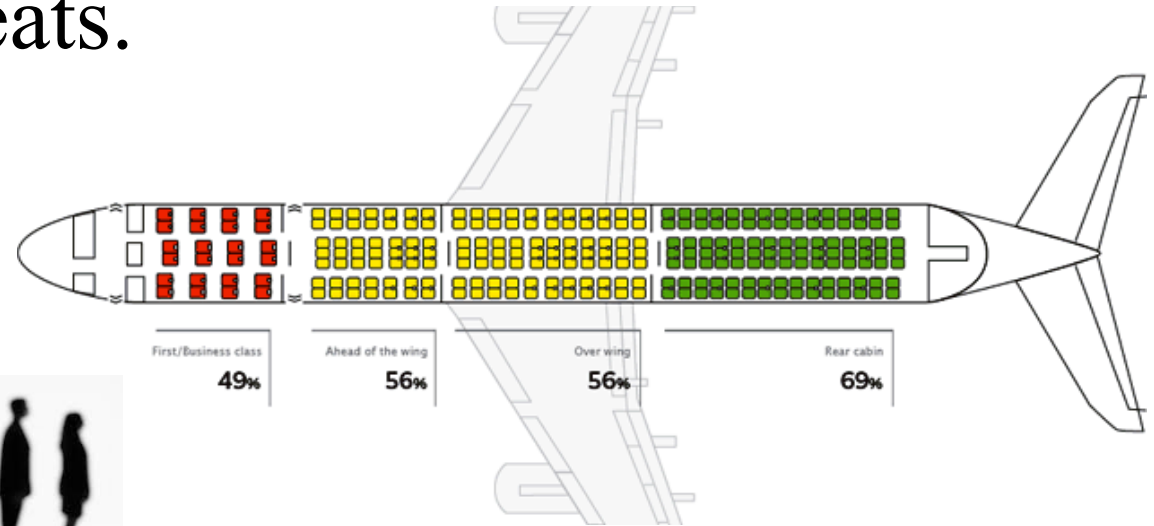 eats.
First/Business class
49%
Ahead of the wing
56%
Over wing
56%
Rear cabin
69%